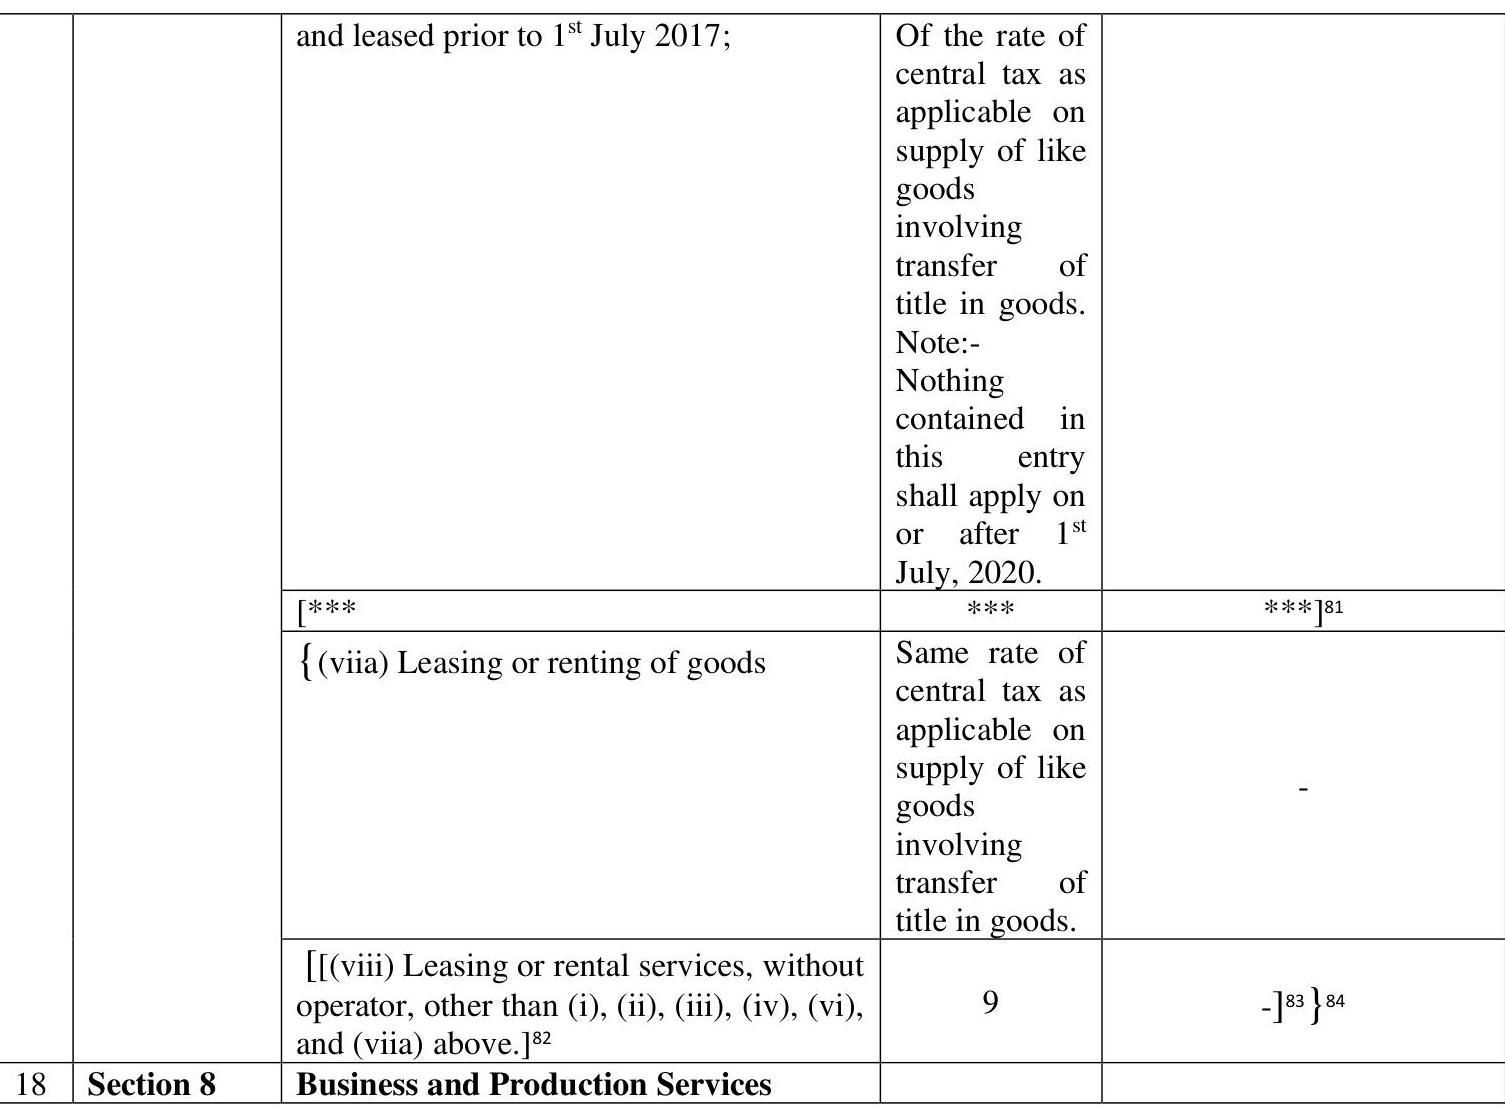 and leased prior to 1st July 2017;
Of the rate of
central tax as
applicable on
supply of like
goods
involving
transfer of
title in goods.
Note:-
Nothing
contained in
this entry
shall apply on
or after 1st
July, 2020.
[*** *** ***]81
{(viia) Leasing or renting of goods
Same rate of
central tax as
applicable on
supply of like
goods
involving
transfer of
title in goods.
-
[[(viii) Leasing or rental services, without
operator, other than (i), (ii), (iii), (iv), (vi),
and (viia) above.]82
9
-]83}84
18 Section 8 Business and Production Services